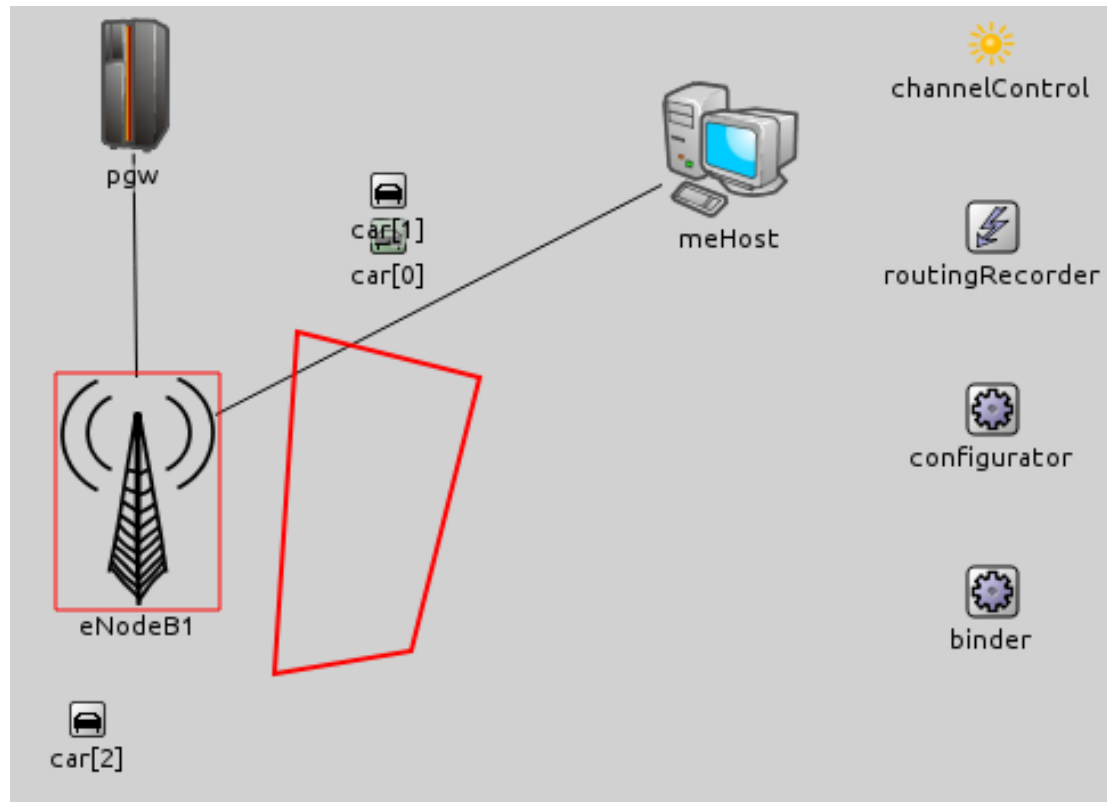 channelControl
pgw
car[1]
meHost
car[0]
routingRecorder
configurator
eNodeB1
binder
car[2]